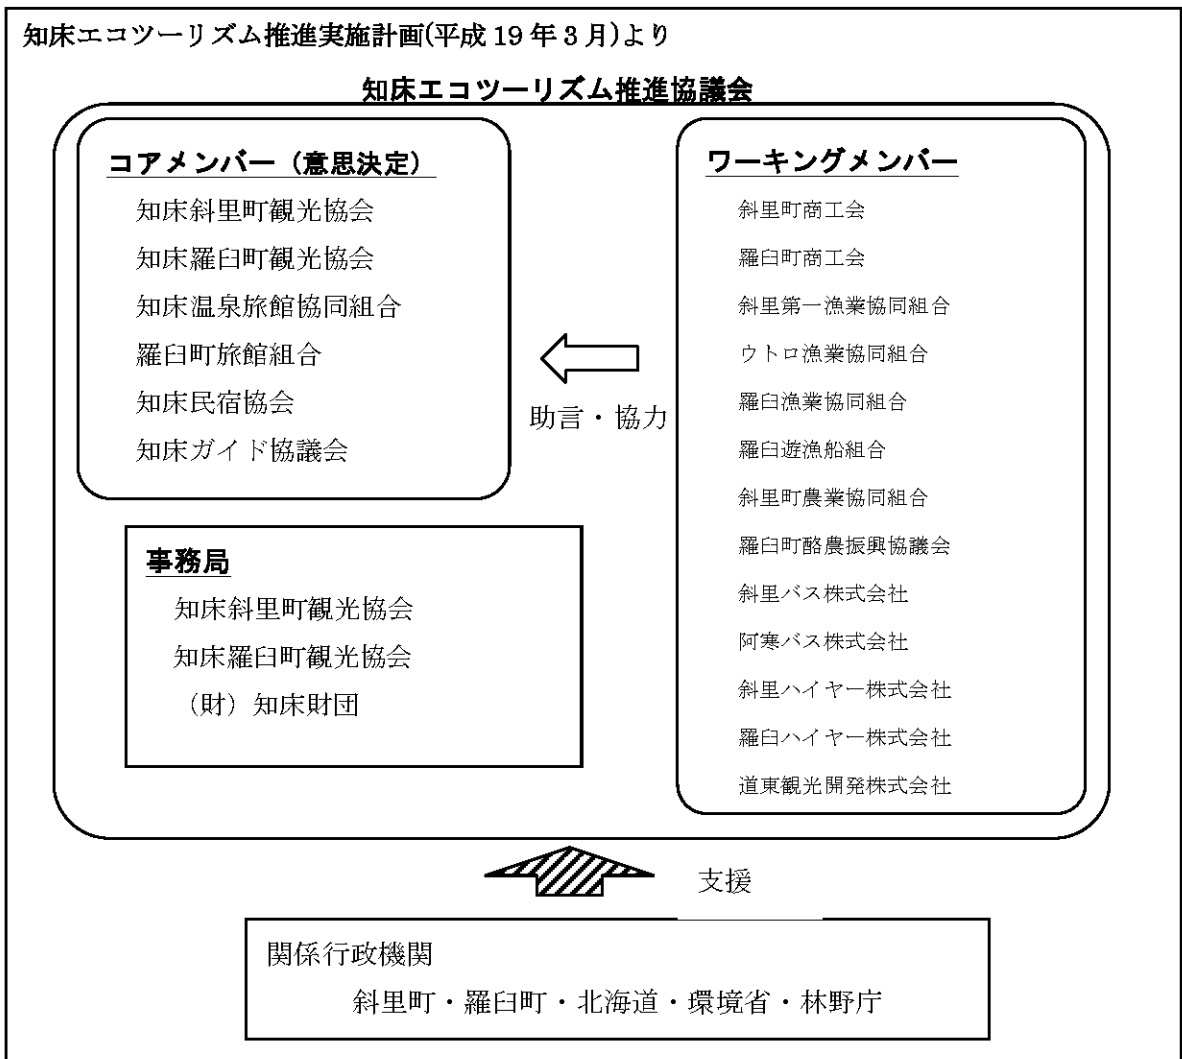 知床エコツーリズム推進実施計画(平成 19 年 3 月)より
知床エコツーリズム推進協議会
コアメンバー（意思決定）
知床斜里町観光協会
知床羅臼町観光協会
知床温泉旅館協同組合
羅臼町旅館組合
知床民宿協会
知床ガイド協議会
助言・協力
ワーキングメンバー
斜里町商工会
羅臼町商工会
斜里第一漁業協同組合
ウトロ漁業協同組合
羅臼漁業協同組合
羅臼遊漁船組合
斜里町農業協同組合
羅臼町酪農振興協議会
斜里バス株式会社
阿寒バス株式会社
斜里ハイヤー株式会社
羅臼ハイヤー株式会社
道東観光開発株式会社
事務局
知床斜里町観光協会
知床羅臼町観光協会
（財）知床財団
支援
関係行政機関
斜里町・羅臼町・北海道・環境省・林野庁